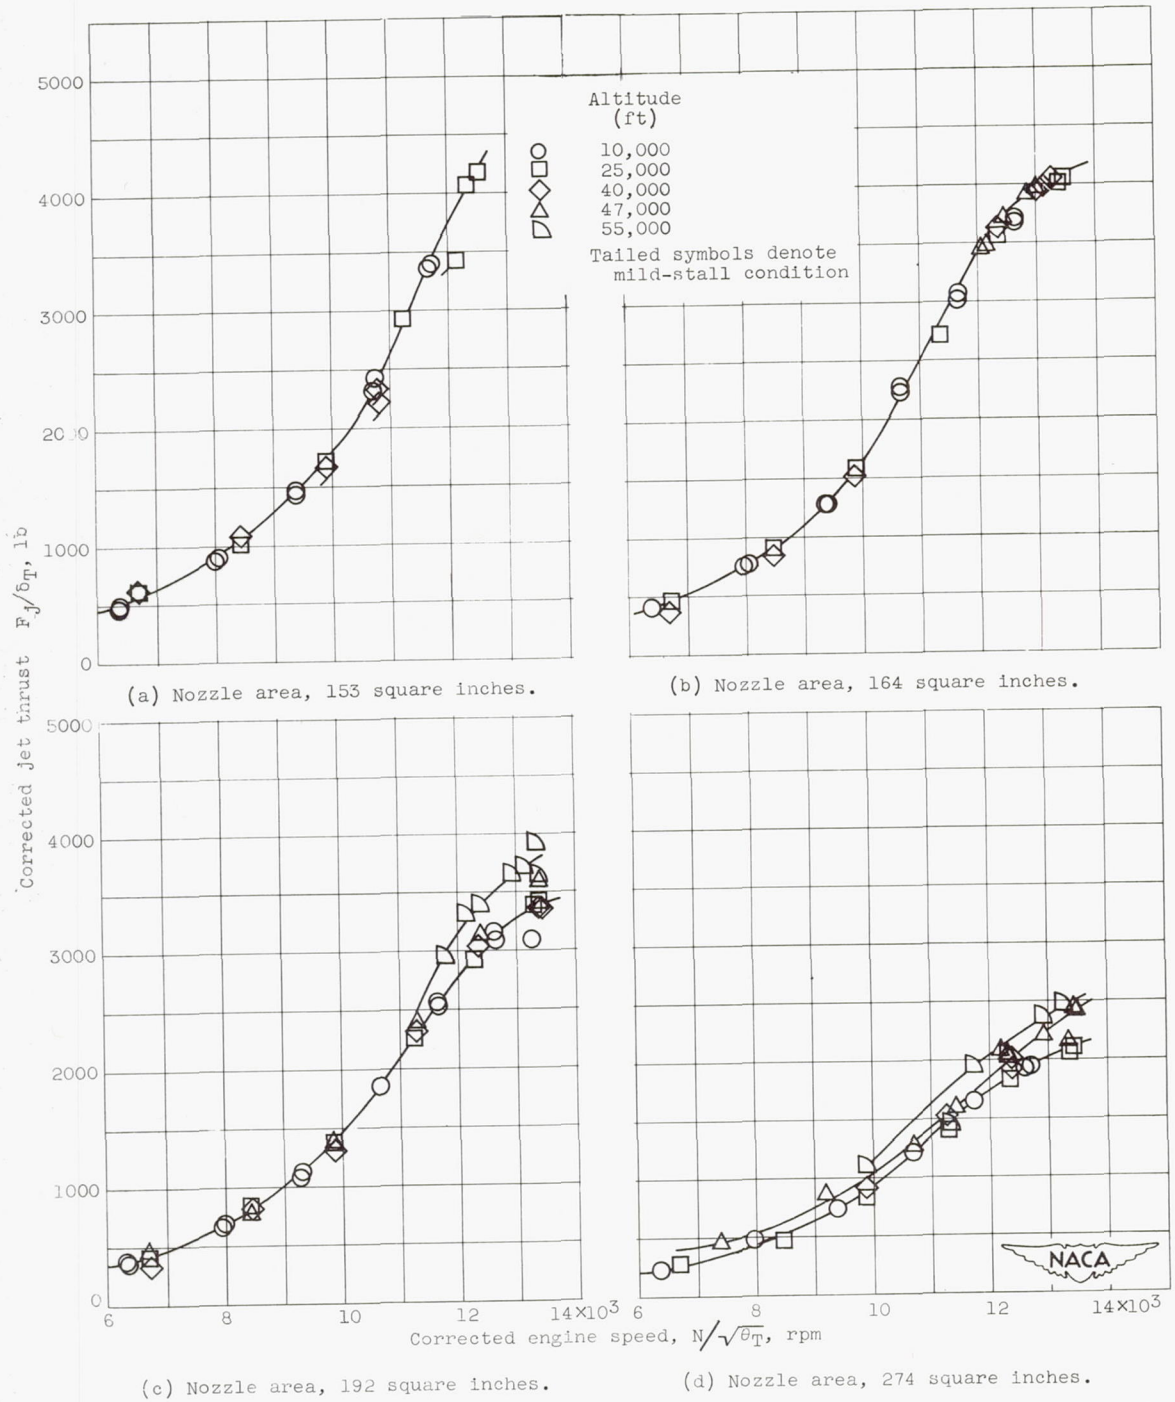 5000
4000
3000
1000
0
Altitude
(ft)
10,000
25,000
40,000
47,000
55,000
Tailed symbols denote
mild-stall condition
(a) Nozzle area, 153 square inches.
(b) Nozzle area, 164 square inches.
Corrected jet thrust F_j/δ_T, lb
5000
4000
3000
2000
1000
0
6 8 10 12 14×10³
6 8 10 12 14×10³
NACA
Corrected engine speed, N/√θ_T, rpm
(c) Nozzle area, 192 square inches.
(d) Nozzle area, 274 square inches.